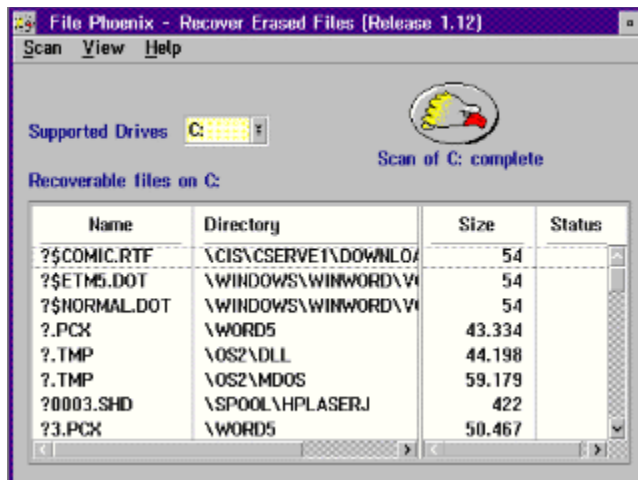 File Phoenix - Recover Erased Files (Release 1.12)
Scan View Help
Supported Drives C:
Scan of C: complete
Recoverable files on C:
Name Directory Size Status
?$COMIC.RTF \CIS\CSERVE1\DOWNLOA 54
?$ETM5.DOT \WINDOWS\WINWORD\V 54
?$NORMAL.DOT \WINDOWS\WINWORD\V 54
?.PCX \WORD5 43.334
?.TMP \OS2\DLL 44.198
?.TMP \OS2\MDOS 59.179
?0003.SHD \SPOOL\HPLASERJ 422
?3.PCX \WORD5 50.467